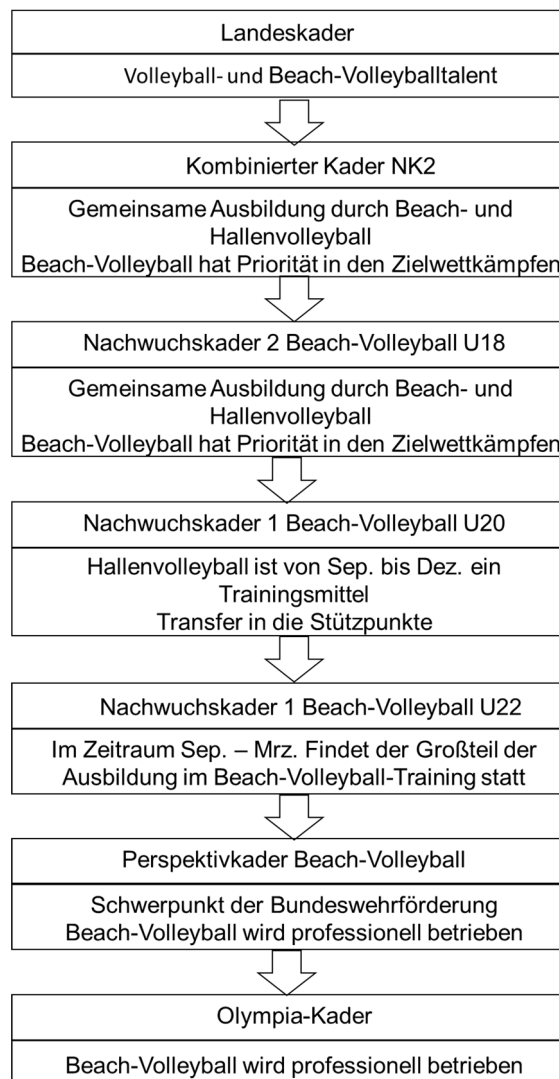 Landeskader
Volleyball- und Beach-Volleyballtalent
Kombinierter Kader NK2
Gemeinsame Ausbildung durch Beach- und
Hallenvolleyball
Beach-Volleyball hat Priorität in den Zielwettkämpfen
Nachwuchskader 2 Beach-Volleyball U18
Gemeinsame Ausbildung durch Beach- und
Hallenvolleyball
Beach-Volleyball hat Priorität in den Zielwettkämpfen
Nachwuchskader 1 Beach-Volleyball U20
Hallenvolleyball ist von Sep. bis Dez. ein
Trainingsmittel
Transfer in die Stützpunkte
Nachwuchskader 1 Beach-Volleyball U22
Im Zeitraum Sep. – Mrz. Findet der Großteil der
Ausbildung im Beach-Volleyball-Training statt
Perspektivkader Beach-Volleyball
Schwerpunkt der Bundeswehrförderung
Beach-Volleyball wird professionell betrieben
Olympia-Kader
Beach-Volleyball wird professionell betrieben